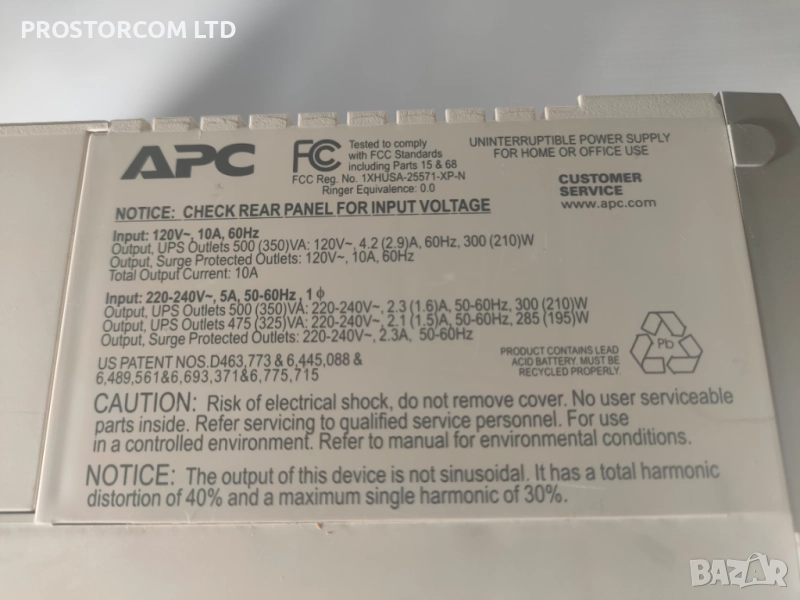 PROSTORCOM LTD
APC
FC
Tested to comply
with FCC Standards
including Parts 15 & 68
FCC Reg. No. 1XHUSA-25571-XP-N
Ringer Equivalence: 0.0
UNINTERRUPTIBLE POWER SUPPLY
FOR HOME OR OFFICE USE
CUSTOMER
SERVICE
www.apc.com
NOTICE: CHECK REAR PANEL FOR INPUT VOLTAGE
Input: 120V~, 10A, 60Hz
Output, UPS Outlets 500 (350)VA: 120V~, 4.2 (2.9)A, 60Hz, 300 (210)W
Output, Surge Protected Outlets: 120V~, 10A, 60Hz
Total Output Current: 10A
Input: 220-240V~, 5A, 50-60Hz, 1ϕ
Output, UPS Outlets 500 (350)VA: 220-240V~, 2.3 (1.6)A, 50-60Hz, 300 (210)W
Output, UPS Outlets 475 (325)VA: 220-240V~, 2.1 (1.5)A, 50-60Hz, 285 (195)W
Output, Surge Protected Outlets: 220-240V~, 2.3A, 50-60Hz
US PATENT NOS.D463,773 & 6,445,088 &
6,489,561&6,693,371&6,775,715
PRODUCT CONTAINS LEAD
ACID BATTERY. MUST BE
RECYCLED PROPERLY.
Pb
CAUTION: Risk of electrical shock, do not remove cover. No user serviceable
parts inside. Refer servicing to qualified service personnel. For use
in a controlled environment. Refer to manual for environmental conditions.
NOTICE: The output of this device is not sinusoidal. It has a total harmonic
distortion of 40% and a maximum single harmonic of 30%.
BAZAR